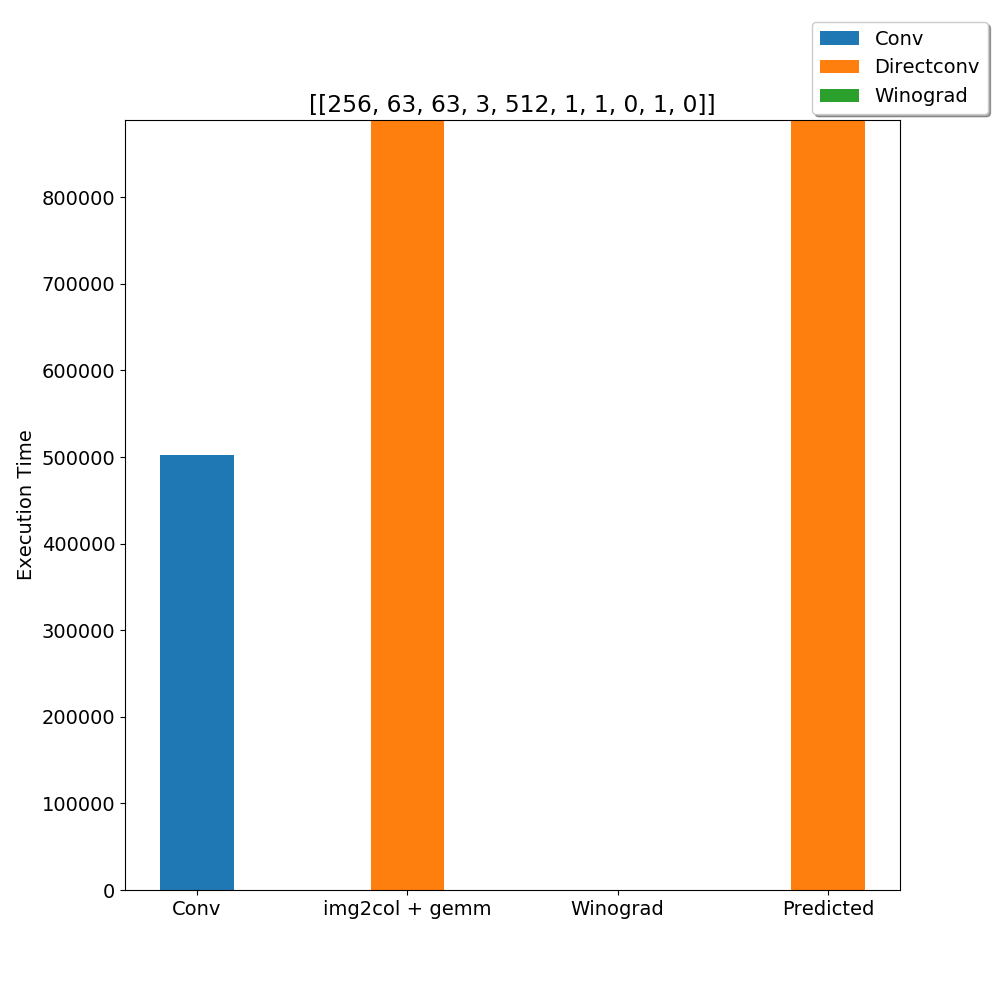 Conv
Directconv
Winograd
[[256, 63, 63, 3, 512, 1, 1, 0, 1, 0]]
Execution Time
800000
700000
600000
500000
400000
300000
200000
100000
0
Conv img2col + gemm Winograd Predicted